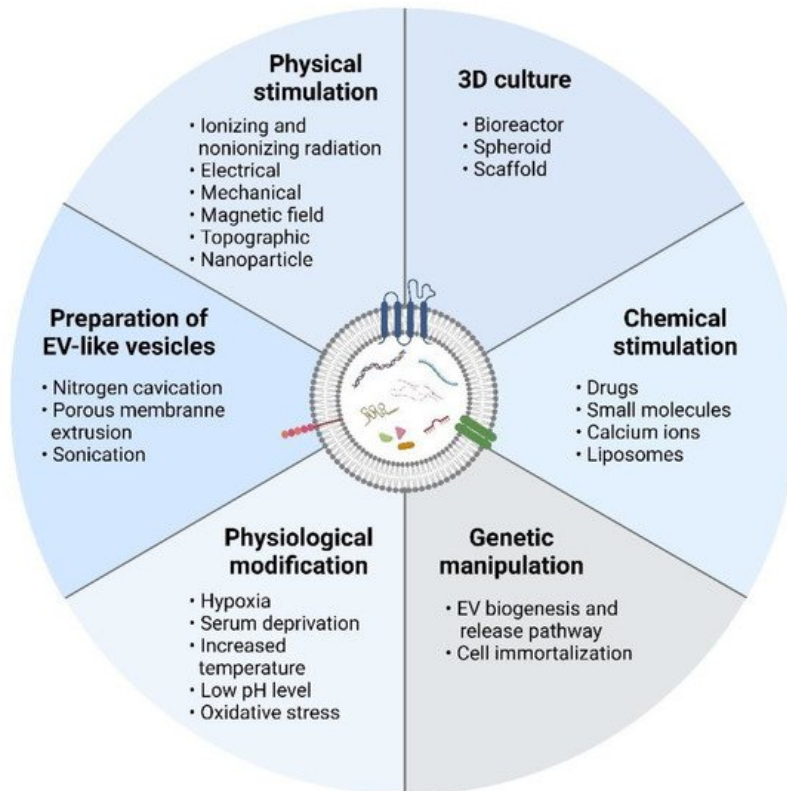 Physical
stimulation
• Ionizing and
nonionizing radiation
• Electrical
• Mechanical
• Magnetic field
• Topographic
• Nanoparticle
3D culture
• Bioreactor
• Spheroid
• Scaffold
Preparation of
EV-like vesicles
• Nitrogen cavication
• Porous membranne
extrusion
• Sonication
Chemical
stimulation
• Drugs
• Small molecules
• Calcium ions
• Liposomes
Physiological
modification
• Hypoxia
• Serum deprivation
• Increased
temperature
• Low pH level
• Oxidative stress
Genetic
manipulation
• EV biogenesis and
release pathway
• Cell immortalization